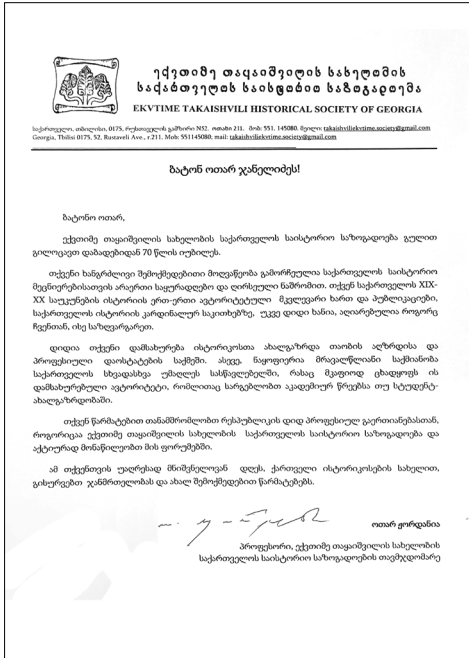 ექვთიმე თაყაიშვილის სახელობის
საქართველოს საისტორიო საზოგადოება
EKVTIME TAKAISHVILI HISTORICAL SOCIETY OF GEORGIA
საქართველო, თბილისი, 0175, რუსთაველის გამზირი N52. ოთახი 211. მობ: 551. 145080. მეილი: takaishviliekvtime.society@gmail.com
Georgia, Tbilisi 0175, 52, Rustaveli Ave., r.211. Mob: 551145080; mail: takaishviliekvtime.society@gmail.com
ბატონ ოთარ ჯანელიძეს!
ბატონო ოთარ,
ექვთიმე თაყაიშვილის სახელობის საქართველოს საისტორიო საზოგადოება გულით
გილოცავთ დაბადებიდან 70 წლის იუბილეს.
თქვენი ხანგრძლივი შემოქმედებითი მოღვაწეობა გამორჩეულია საქართველოს საისტორიო
მეცნიერებისათვის არაერთი საყურადღებო და ღირსეული ნაშრომით. თქვენ საქართველოს XIX-
XX საუკუნეების ისტორიის ერთ-ერთი ავტორიტეტული მკვლევარი ხართ და პუბლიკაციები,
საქართველოს ისტორიის კარდინალურ საკითხებზე, უკვე დიდი ხანია, აღიარებულია როგორც
ჩვენთან, ისე საზღვარგარეთ.
დიდია თქვენი დამსახურება ისტორიკოსთა ახალგაზრდა თაობის აღზრდისა და
პროფესიული დაოსტატების საქმეში. ასევე, ნაყოფიერია მრავალწლიანი საქმიანობა
საქართველოს სხვადასხვა უმაღლეს სასწავლებელში, რასაც მკაფიოდ ცხადყოფს ის
დამსახურებული ავტორიტეტი, რომლითაც სარგებლობთ აკადემიურ წრეებსა თუ სტუდენტ-
ახალგაზრდობაში.
თქვენ წარმატებით თანამშრომლობთ რესპუბლიკის დიდ პროფესიულ გაერთიანებასთან,
როგორიცაა ექვთიმე თაყაიშვილის სახელობის საქართველოს საისტორიო საზოგადოება და
აქტიურად მონაწილეობთ მის ფორუმებში.
ამ თქვენთვის უაღრესად მნიშვნელოვან დღეს, ქართველი ისტორიკოსების სახელით,
გისურვებთ ჯანმრთელობას და ახალ შემოქმედებით წარმატებებს.
ოთარ ჟორდანია
პროფესორი, ექვთიმე თაყაიშვილის სახელობის
საქართველოს საისტორიო საზოგადოების თავმჯდომარე